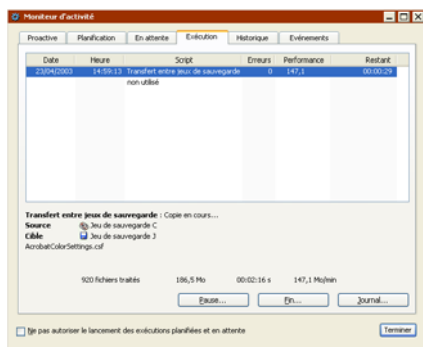 Moniteur d'activité
Proactive Planification En attente Exécution Historique Evénements
Date Heure Script Erreurs Performance Restant
23/04/2003 14:59:13 Transfert entre jeux de sauvegarde 0 147,1 00:00:29
non utilisé
Transfert entre jeux de sauvegarde : Copie en cours...
Source Jeu de sauvegarde C
Cible Jeu de sauvegarde J
AcrobatColorSettings.csf
920 fichiers traités 186,5 Mo 00:02:16 s 147,1 Mo/min
Pause... Fin... Journal...
Ne pas autoriser le lancement des exécutions planifiées et en attente Terminer